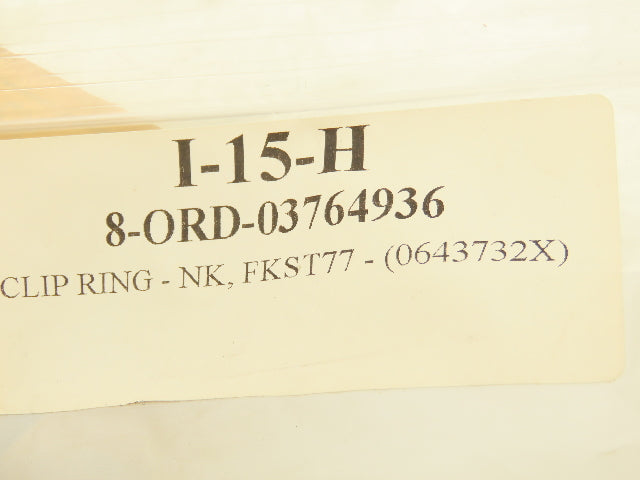 I-15-H
8-ORD-03764936
CLIP RING - NK, FKST77 - (0643732X)